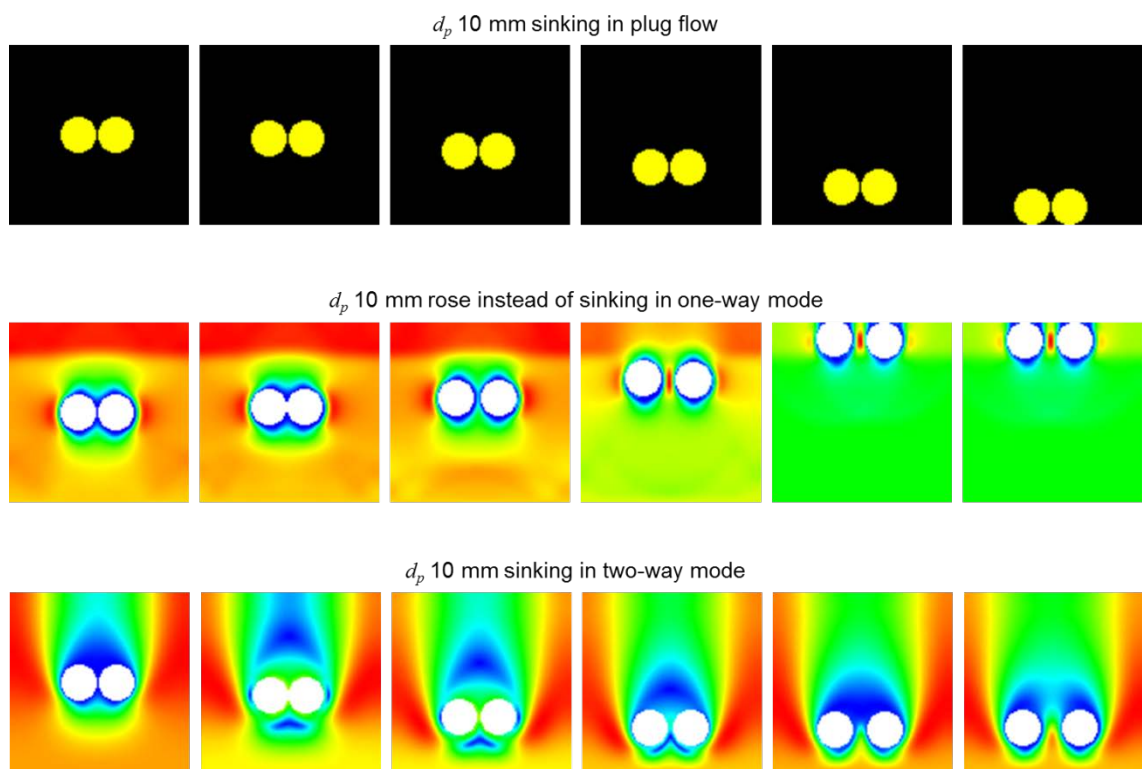 d_p 10 mm sinking in plug flow
d_p 10 mm rose instead of sinking in one-way mode
d_p 10 mm sinking in two-way mode